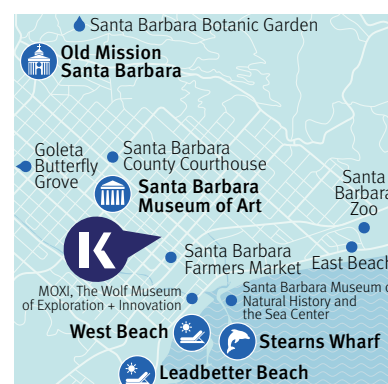 Santa Barbara Botanic Garden
Old Mission
Santa Barbara
Goleta
Butterfly
Grove
Santa Barbara
County Courthouse
Santa Barbara
Museum of Art
Santa
Barbara
Zoo
K
Santa Barbara
Farmers Market
East Beach
MOXI, The Wolf Museum
of Exploration + Innovation
Santa Barbara Museum o
Natural History and
the Sea Center
West Beach
Stearns Wharf
Leadbetter Beach